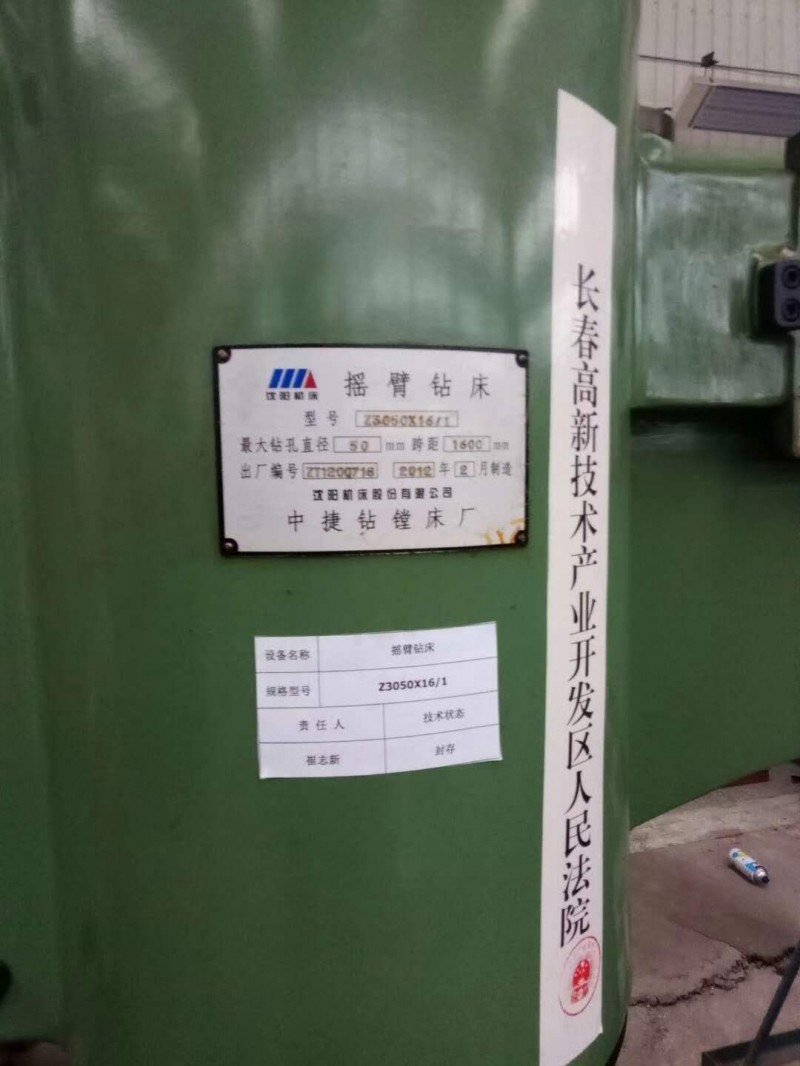 沈阳机床
摇臂钻床
型号 Z3050X16/1
最大钻孔直径 50 mm 跨距 1600 mm
出厂编号 ZT1200716 2012 年 2 月制造
沈阳机床股份有限公司
中捷钻镗床厂
设备名称 摇臂钻床
规格型号 Z3050X16/1
责任人 技术状态
崔志新 封存
长春高新技术产业开发区人民法院